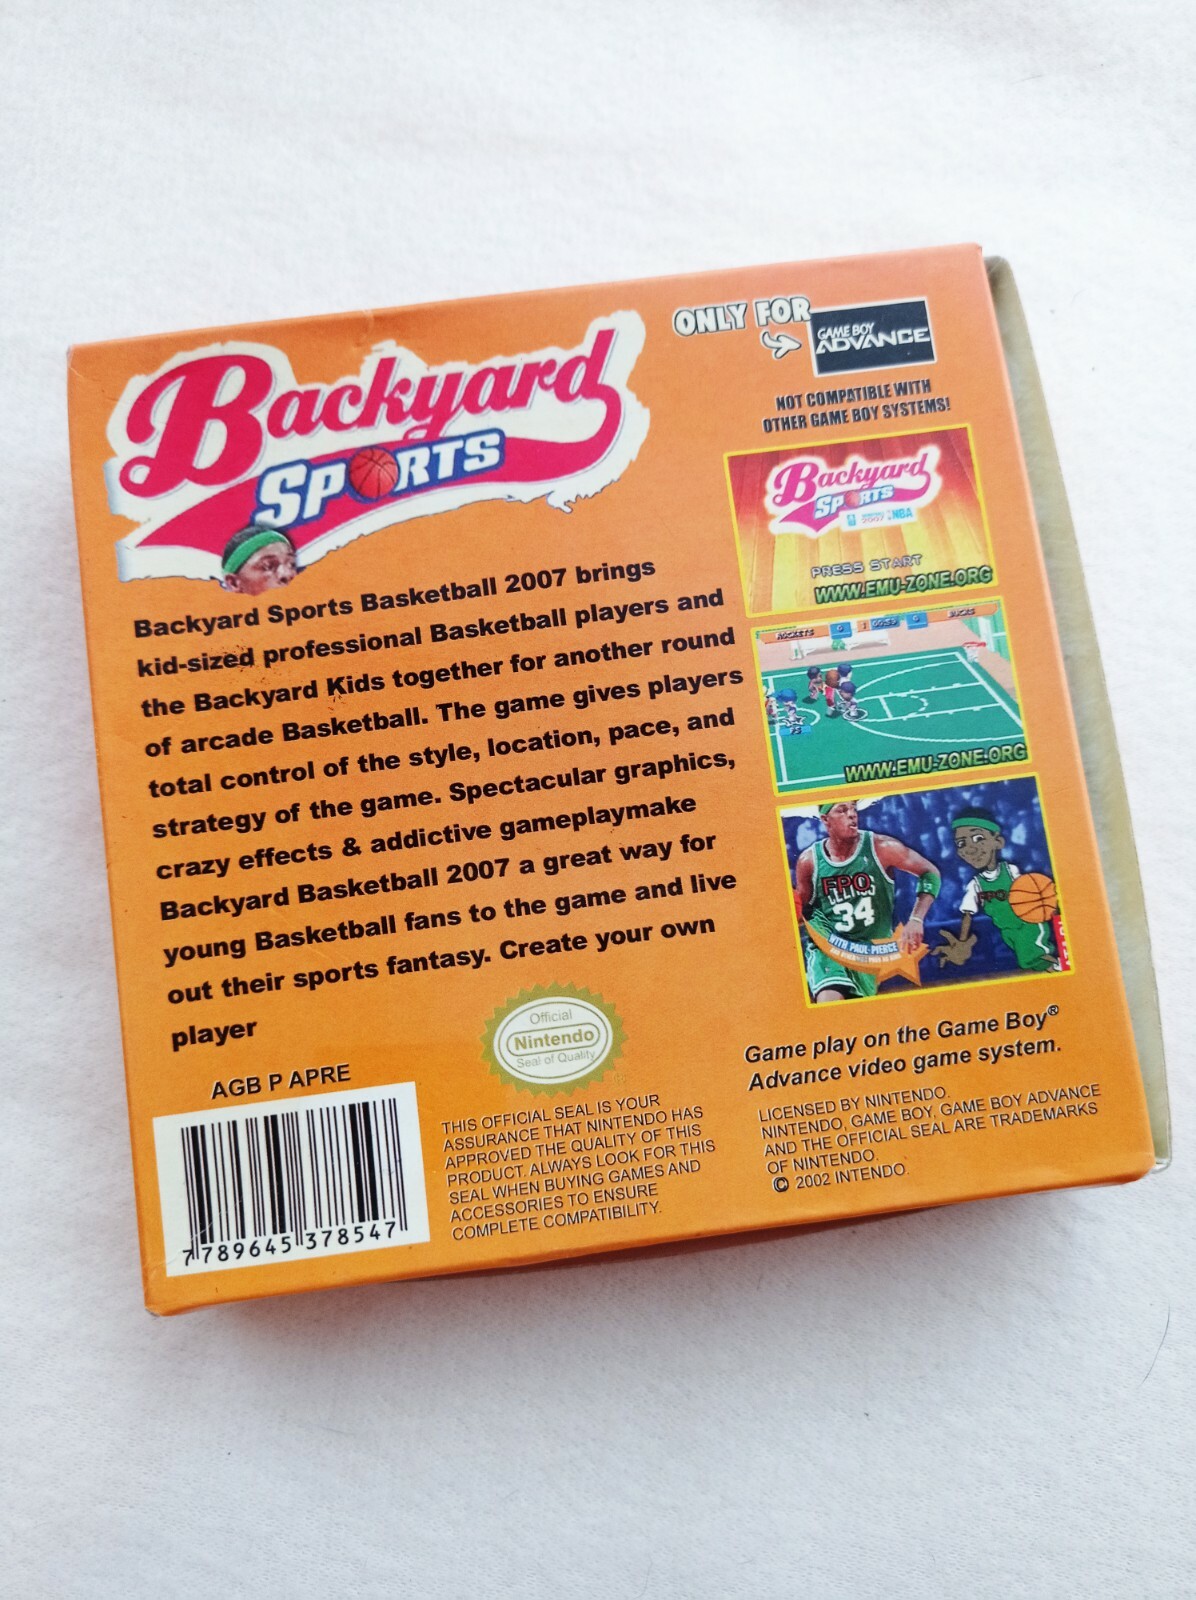 Backyard
SPORTS
ONLY FOR
GAME BOY
ADVANCE
NOT COMPATIBLE WITH
OTHER GAME BOY SYSTEMS!
Backyard Sports Basketball 2007 brings
kid-sized professional Basketball players and
the Backyard Kids together for another round
of arcade Basketball. The game gives players
total control of the style, location, pace, and
strategy of the game. Spectacular graphics,
crazy effects & addictive gameplaymake
Backyard Basketball 2007 a great way for
young Basketball fans to the game and live
out their sports fantasy. Create your own
player
Backyard
SPORTS
2007 NBA
PRESS START
WWW.EMU-ZONE.ORG
ROCKETS 0 1 0 BUCKS
WWW.EMU-ZONE.ORG
FPO
34
WITH PAUL PIERCE
Game play on the Game Boy®
Advance video game system.
LICENSED BY NINTENDO.
NINTENDO, GAME BOY, GAME BOY ADVANCE
AND THE OFFICIAL SEAL ARE TRADEMARKS
OF NINTENDO.
© 2002 INTENDO.
Official
Nintendo
Seal of Quality
THIS OFFICIAL SEAL IS YOUR
ASSURANCE THAT NINTENDO HAS
APPROVED THE QUALITY OF THIS
PRODUCT. ALWAYS LOOK FOR THIS
SEAL WHEN BUYING GAMES AND
ACCESSORIES TO ENSURE
COMPLETE COMPATIBILITY.
AGB P APRE
7 789645 378547